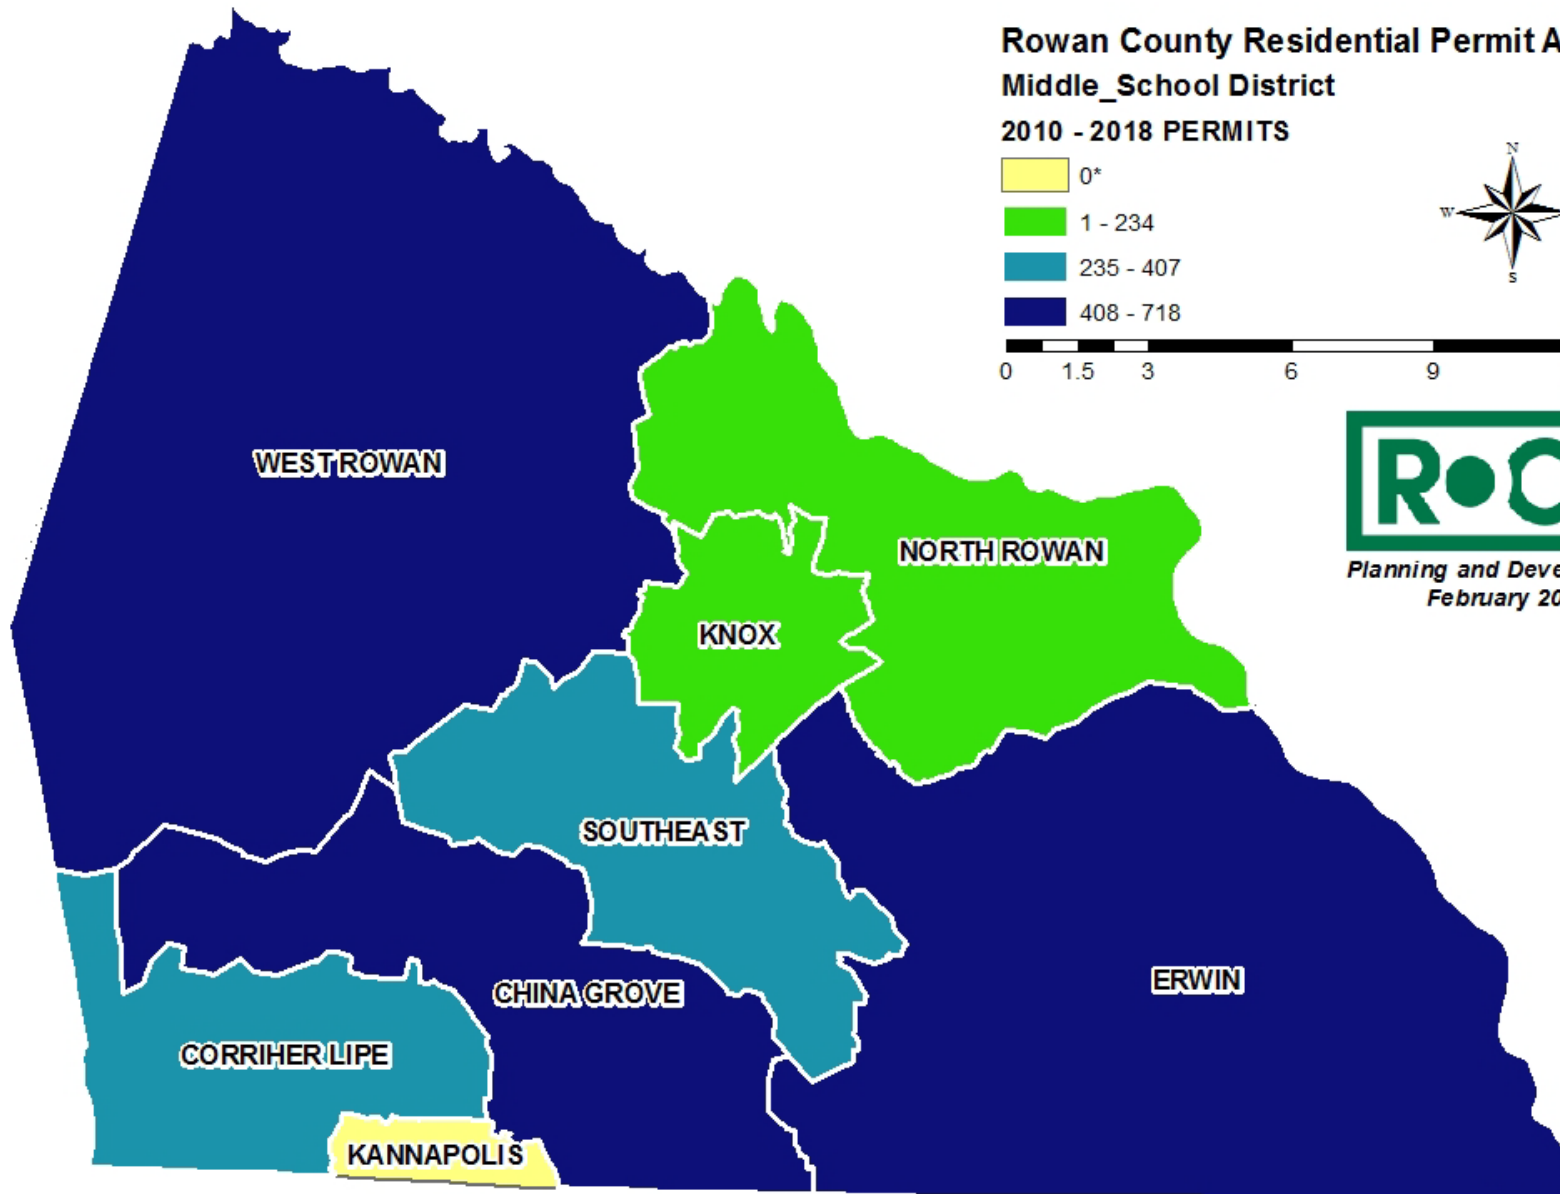 Rowan County Residential Permit A
Middle_School District
2010 - 2018 PERMITS
0*
1 - 234
235 - 407
408 - 718
N
W
S
0 1.5 3 6 9
R•C
Planning and Deve
February 20
WEST ROWAN
NORTH ROWAN
KNOX
SOUTHEAST
ERWIN
CHINA GROVE
CORRIHER LIPE
KANNAPOLIS